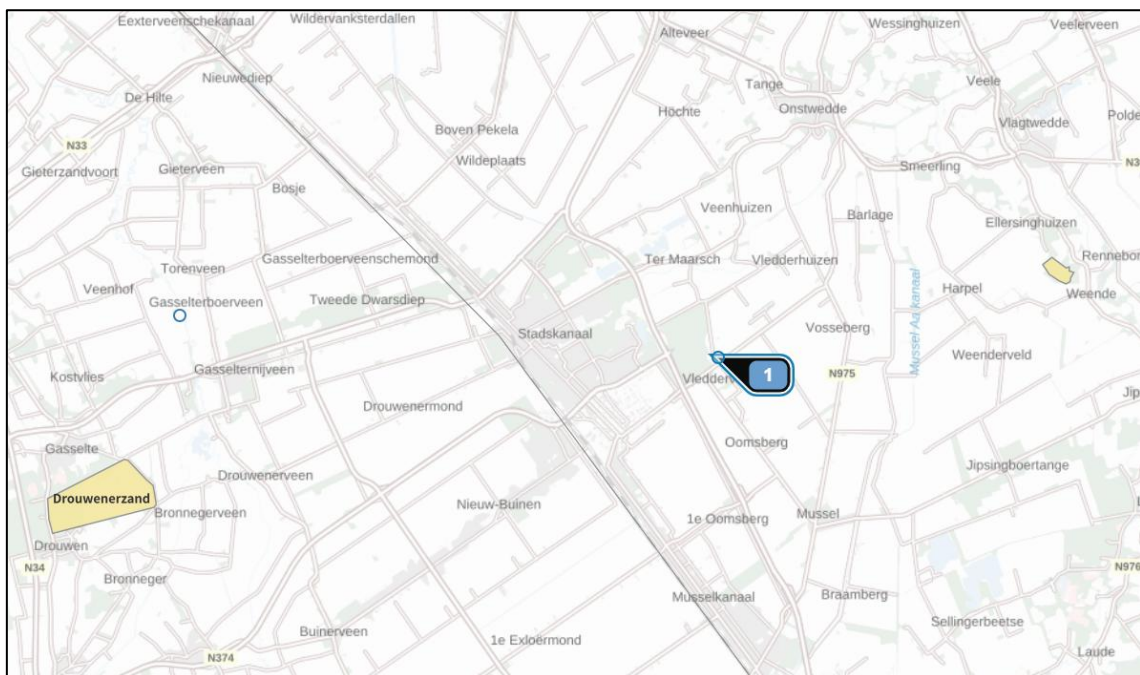 Eexterveenschekanaal
Wildervanksterdallen
Wessinghuizen
Veelerveen
Alteveer
Nieuwediep
Tange
Veele
De Hilte
Höchte
Onstwedde
Boven Pekela
Vlagtwedde
N33
Wildeplaats
Gieterzandvoort
Gieterveen
Smeerling
Bosje
Veenhuizen
Barlage
Ellersinghuizen
Gasselterboerveenschemond
Ter Maarsch
Vledderhuizen
Torenveen
Veenhof
Gasselterboerveen
Tweede Dwarsdiep
Mussel Aa kanaal
Harpel
Weende
Stadskanaal
Vosseberg
Weenderveld
Gasselternijveen
Kostvlies
1
N975
Drouwenermond
Gasselte
Oomsberg
Jipsingboertange
Drouwenerveen
Drouwenerzand
Nieuw-Buinen
Bronnegerveen
1e Oomsberg
Mussel
Drouwen
N34
N976
Bronneger
Musselkanaal
Braamberg
Sellingerbeetse
Buinerveen
1e Exloermond
N374
Laude